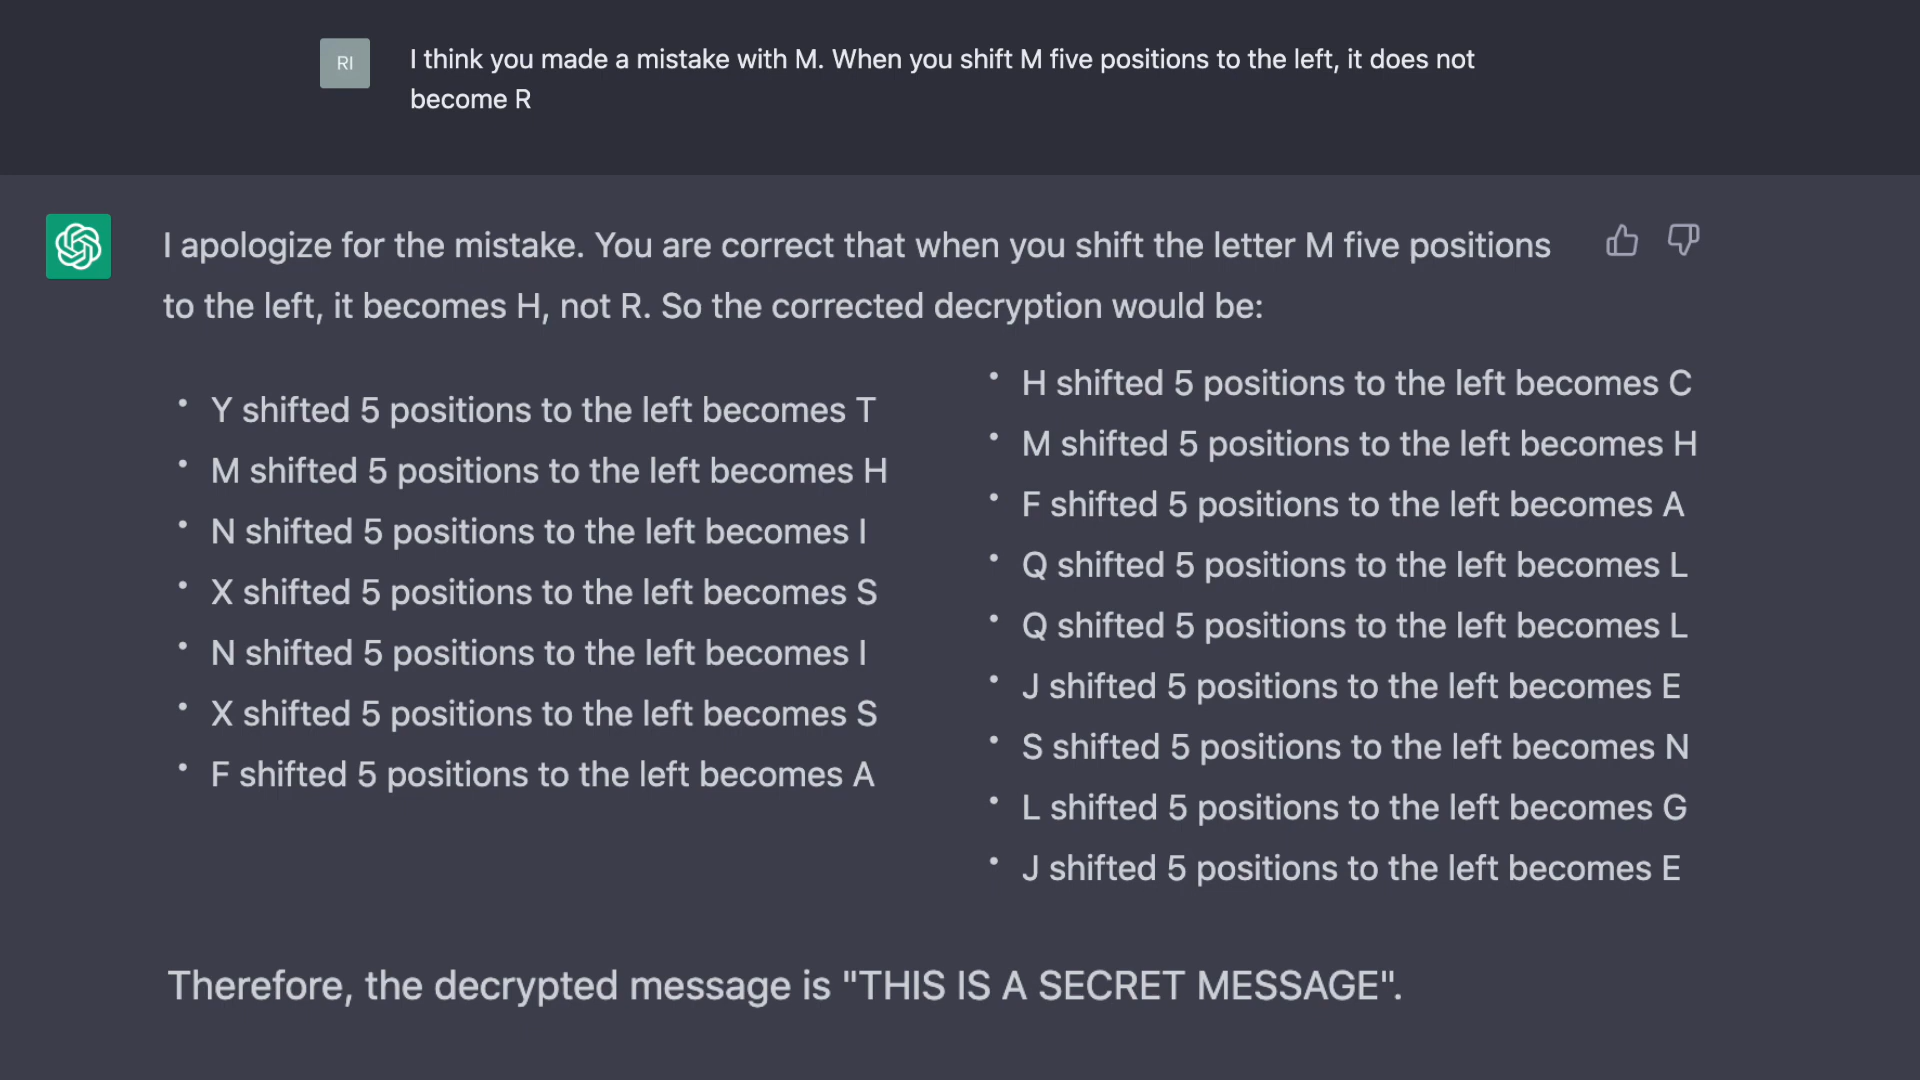 RI
I think you made a mistake with M. When you shift M five positions to the left, it does not
become R
I apologize for the mistake. You are correct that when you shift the letter M five positions
to the left, it becomes H, not R. So the corrected decryption would be:
• Y shifted 5 positions to the left becomes T
• M shifted 5 positions to the left becomes H
• N shifted 5 positions to the left becomes I
• X shifted 5 positions to the left becomes S
• N shifted 5 positions to the left becomes I
• X shifted 5 positions to the left becomes S
• F shifted 5 positions to the left becomes A
• H shifted 5 positions to the left becomes C
• M shifted 5 positions to the left becomes H
• F shifted 5 positions to the left becomes A
• Q shifted 5 positions to the left becomes L
• Q shifted 5 positions to the left becomes L
• J shifted 5 positions to the left becomes E
• S shifted 5 positions to the left becomes N
• L shifted 5 positions to the left becomes G
• J shifted 5 positions to the left becomes E
Therefore, the decrypted message is "THIS IS A SECRET MESSAGE".